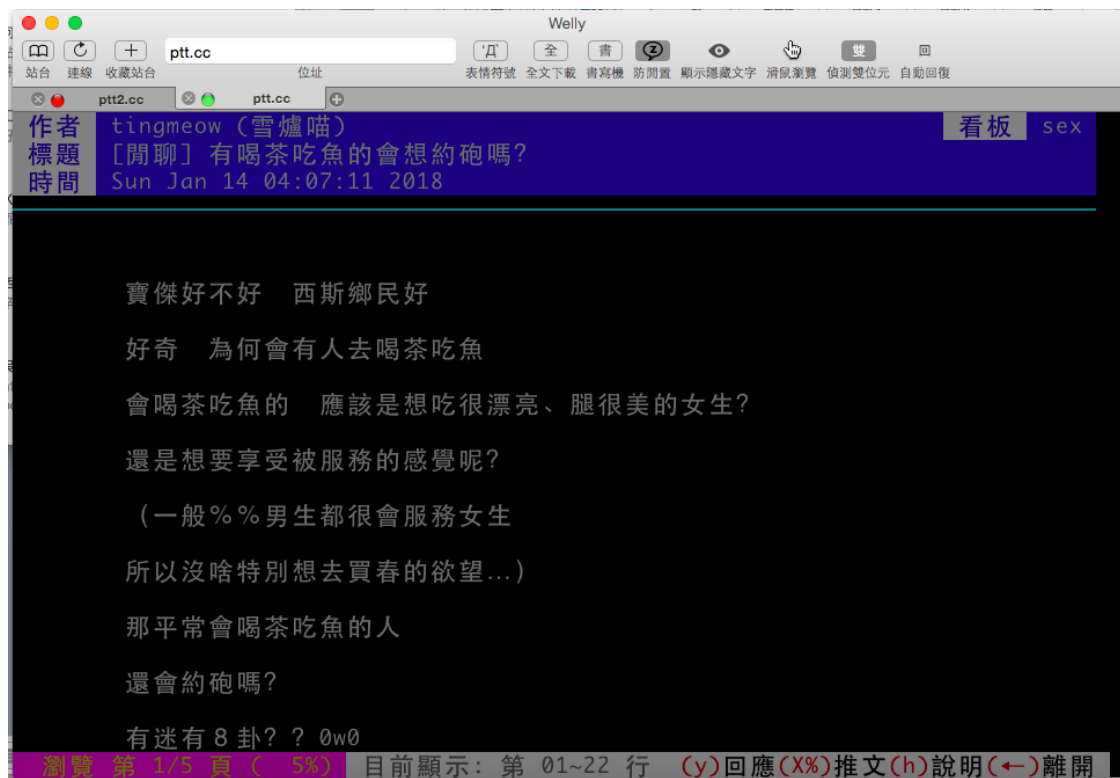 Welly
ptt.cc
'Д' 全 書 雙 回
站台 連線 收藏站台 位址 表情符號 全文下載 書寫機 防閒置 顯示隱藏文字 滑鼠瀏覽 偵測雙位元 自動回復
ptt2.cc ptt.cc
作者 tingmeow (雪爐喵) 看板 sex
標題 [閒聊] 有喝茶吃魚的會想約砲嗎?
時間 Sun Jan 14 04:07:11 2018
寶傑好不好 西斯鄉民好
好奇 為何會有人去喝茶吃魚
會喝茶吃魚的 應該是想吃很漂亮、腿很美的女生?
還是想要享受被服務的感覺呢?
(一般%%男生都很會服務女生
所以沒啥特別想去買春的欲望…)
那平常會喝茶吃魚的人
還會約砲嗎?
有迷有8卦?? 0w0
瀏覽 第 1/5 頁 ( 5%) 目前顯示: 第 01~22 行 (y)回應(X%)推文(h)說明(←)離開